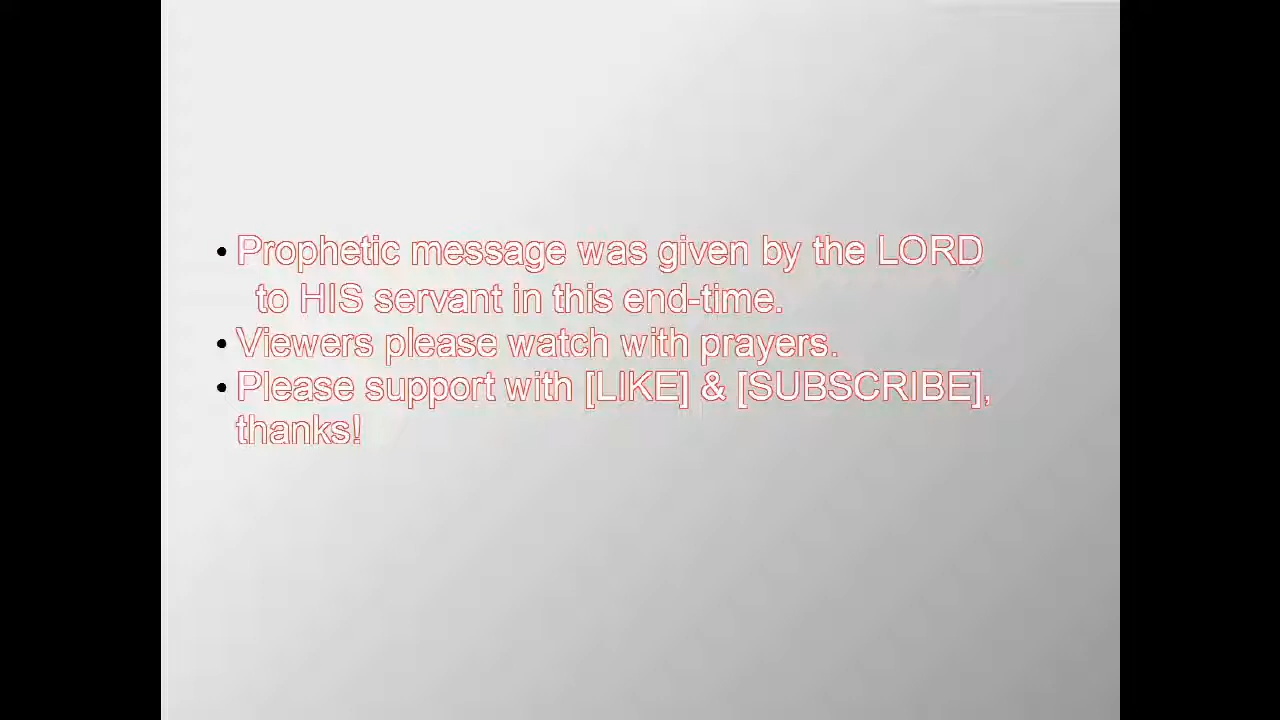 • Prophetic message was given by the LORD
to HIS servant in this end-time.
• Viewers please watch with prayers.
• Please support with [LIKE] & [SUBSCRIBE],
thanks!